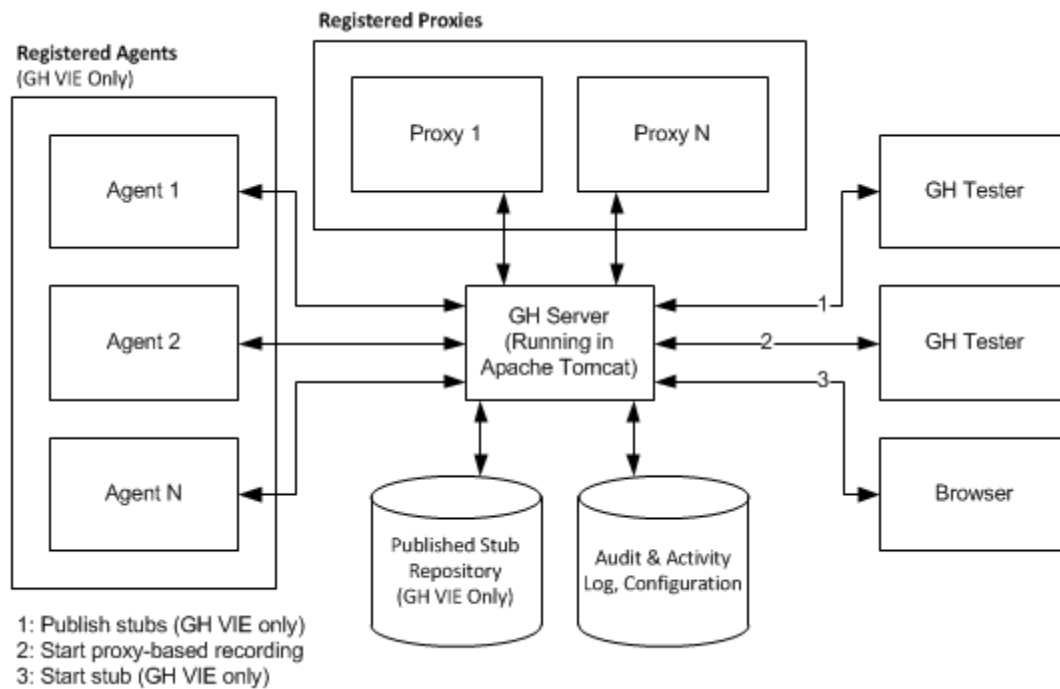 Registered Proxies
Registered Agents
(GH VIE Only)
Proxy 1
Proxy N
Agent 1
GH Tester
GH Server
(Running in
Apache Tomcat)
1
Agent 2
2
GH Tester
3
Agent N
Browser
Published Stub
Repository
(GH VIE Only)
Audit & Activity
Log, Configuration
1: Publish stubs (GH VIE only)
2: Start proxy-based recording
3: Start stub (GH VIE only)